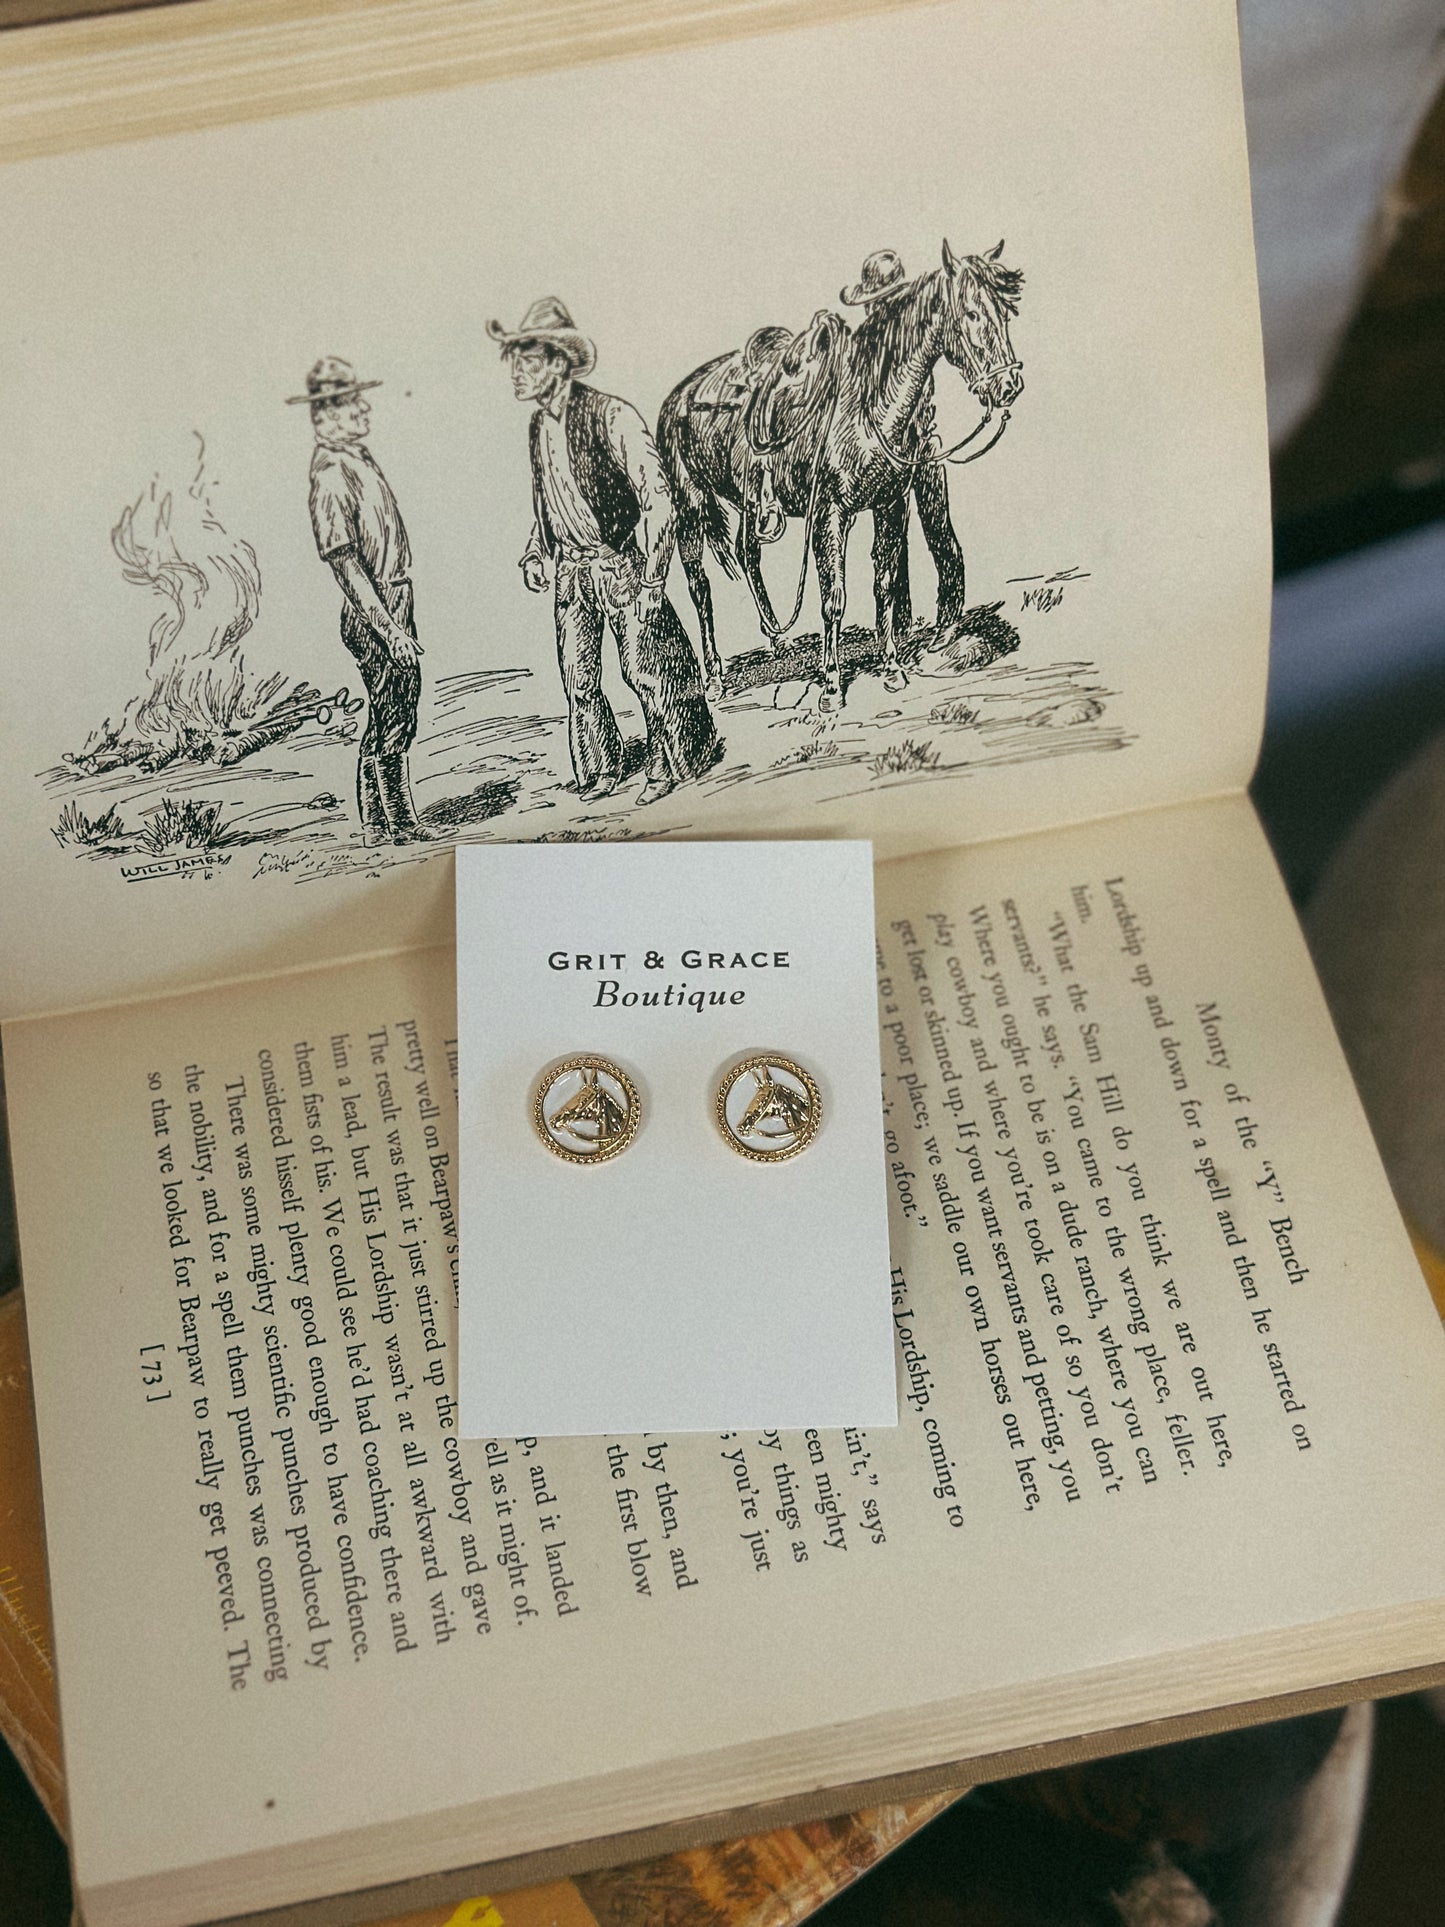 WILL JAMES
GRIT & GRACE
Boutique
Monty of the "Y" Bench
Lordship up and down for a spell and then he started on
him.
"What the Sam Hill do you think we are out here,
servants?" he says. "You came to the wrong place, feller.
Where you ought to be is on a dude ranch, where you can
play cowboy and where you're took care of so you don't
get lost or skinned up. If you want servants and petting, you
to a poor place; we saddle our own horses out here,
go afoot."
His Lordship, coming to
says
mighty
things as
; you're just
by then, and
the first blow
, and it landed
as it might of.
pretty well on Bearpaw's
The result was that it just stirred up the cowboy and gave
him a lead, but His Lordship wasn't at all awkward with
them fists of his. We could see he'd had coaching there and
considered hisself plenty good enough to have confidence.
There was some mighty scientific punches produced by
the nobility, and for a spell them punches was connecting
so that we looked for Bearpaw to really get peeved. The
[ 73 ]